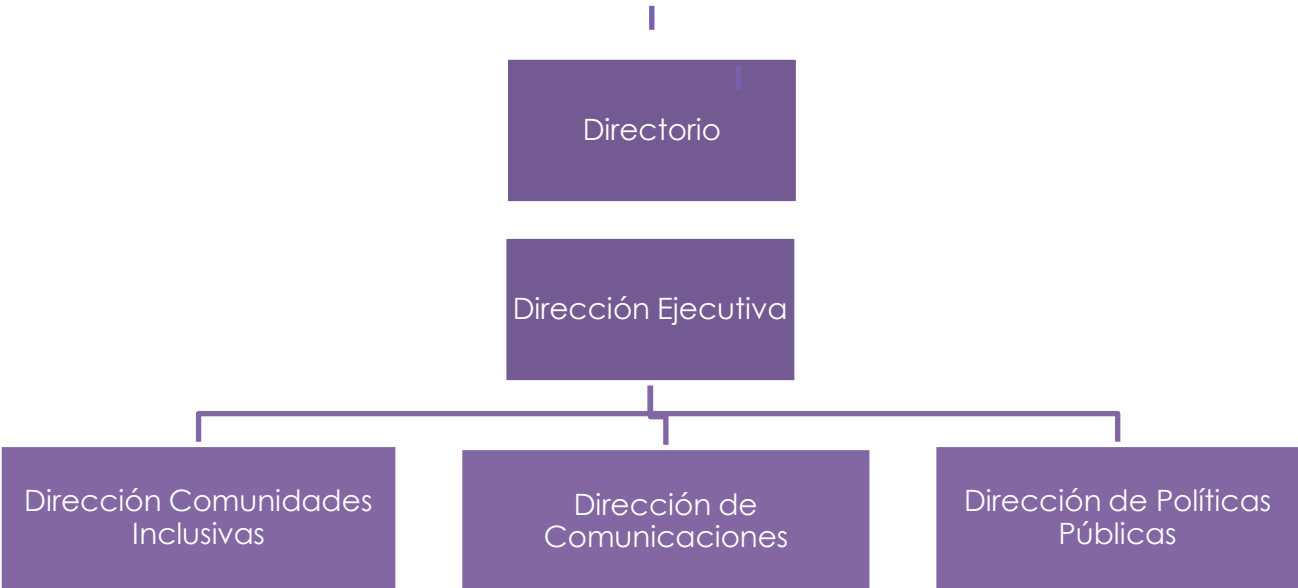 Directorio
Dirección Ejecutiva
Dirección Comunidades
Inclusivas
Dirección de
Comunicaciones
Dirección de Políticas
Públicas